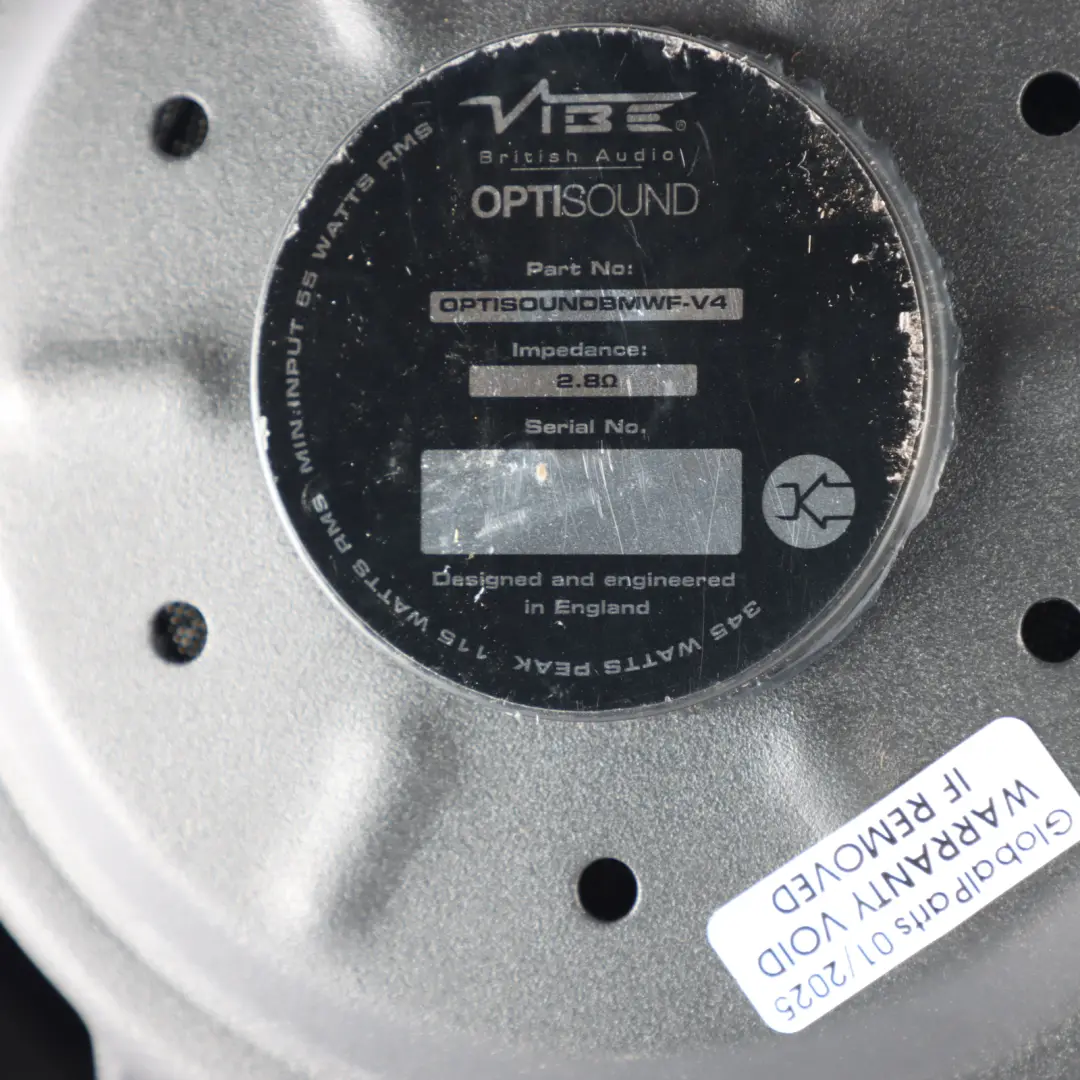 VIBE®
British Audio
OPTISOUND
Part No:
OPTISOUNDBMWF-V4
Impedance:
2.8Ω
Serial No.
Designed and engineered
in England
345 WATTS PEAK 115 WATTS RMS MIN:INPUT 65 WATTS RMS
K
GlobalParts 01/2025
WARRANTY VOID
IF REMOVED